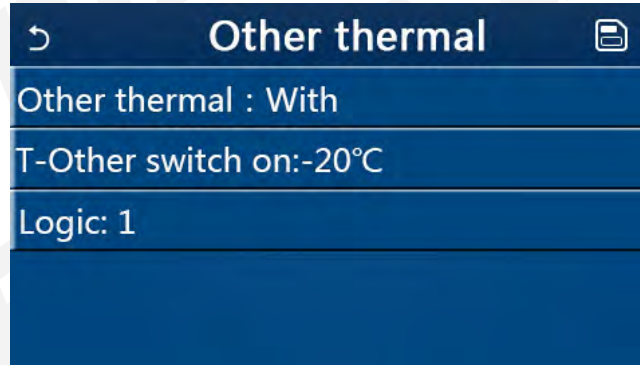 Other thermal
Other thermal : With
T-Other switch on:-20℃
Logic: 1